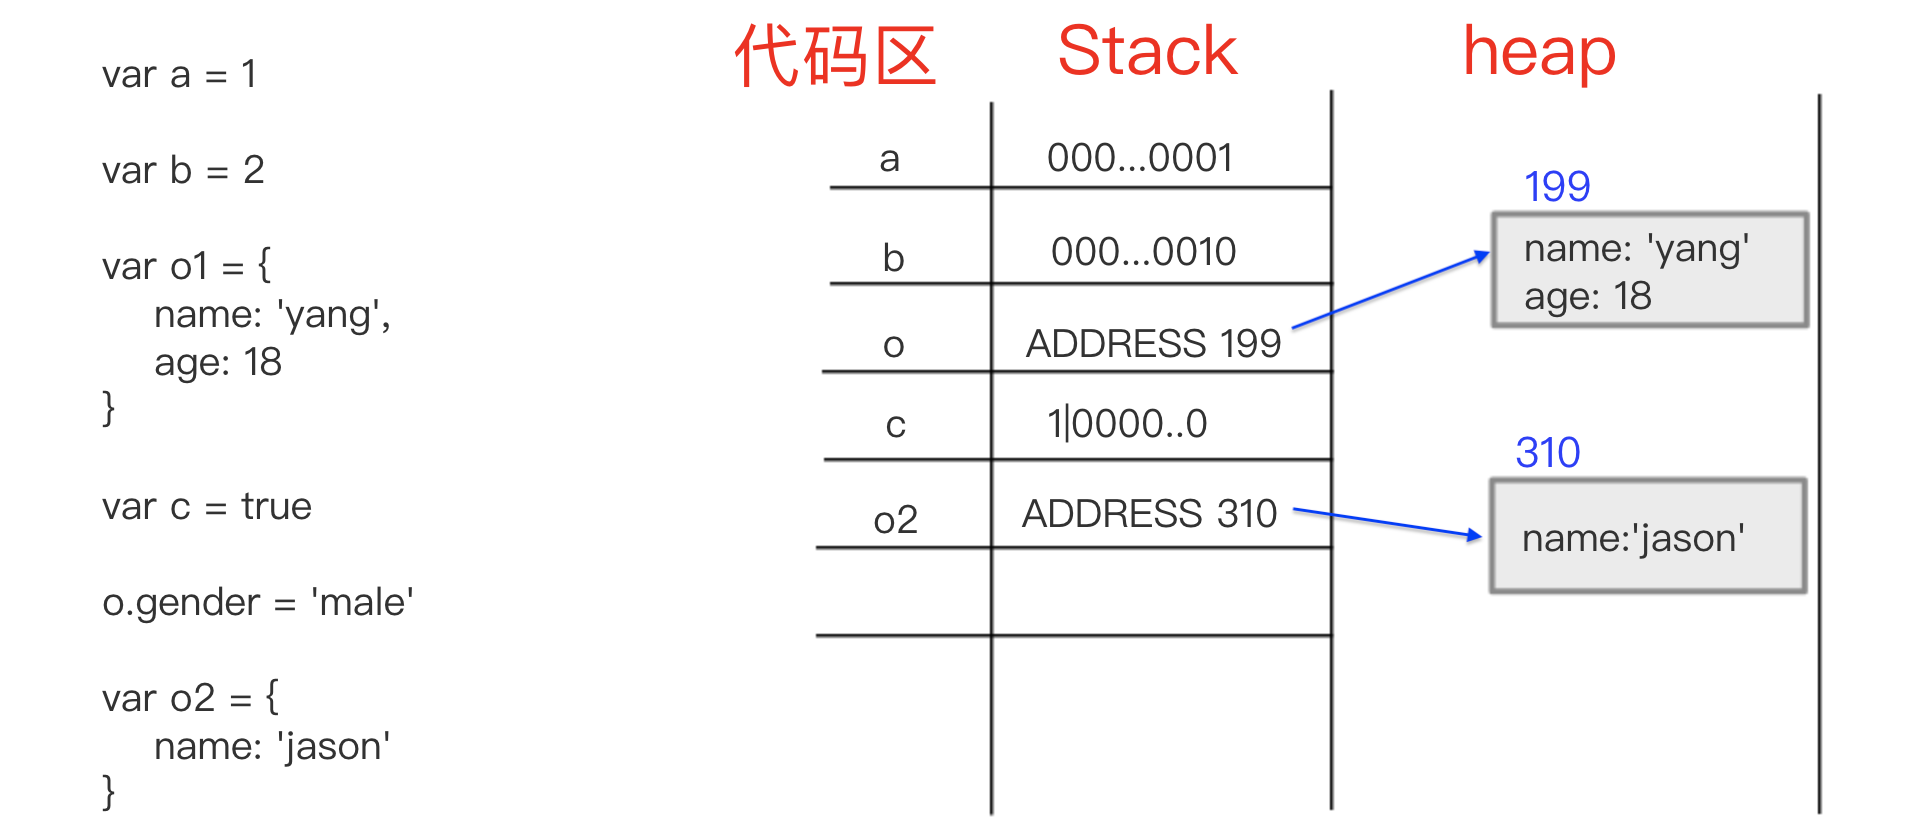 var a = 1
var b = 2
var o1 = {
name: 'yang',
age: 18
}
var c = true
o.gender = 'male'
var o2 = {
name: 'jason'
}
代码区 Stack heap
a 000...0001
b 000...0010
o ADDRESS 199
c 1|0000..0
o2 ADDRESS 310
199
name: 'yang'
age: 18
310
name:'jason'